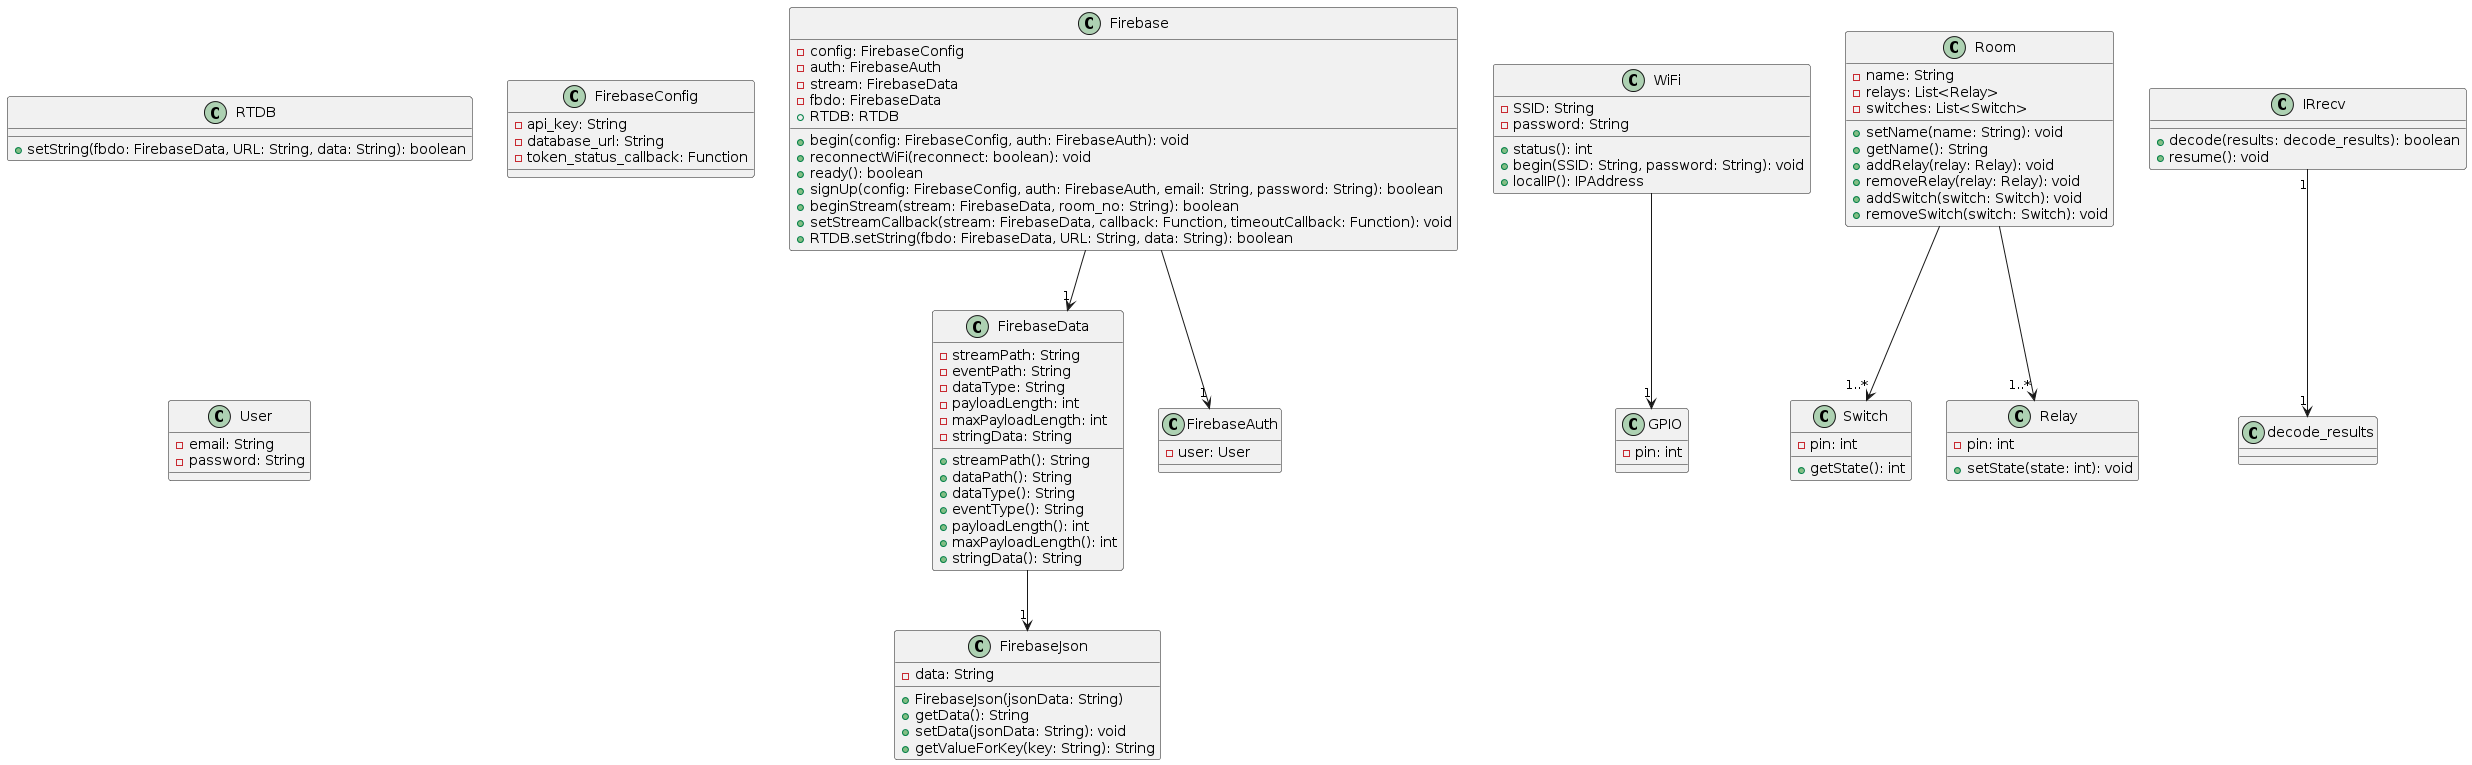 C RTDB
setString(fbdo: FirebaseData, URL: String, data: String): boolean
C FirebaseConfig
api_key: String
database_url: String
token_status_callback: Function
C Firebase
config: FirebaseConfig
auth: FirebaseAuth
stream: FirebaseData
fbdo: FirebaseData
RTDB: RTDB
begin(config: FirebaseConfig, auth: FirebaseAuth): void
reconnectWiFi(reconnect: boolean): void
ready(): boolean
signUp(config: FirebaseConfig, auth: FirebaseAuth, email: String, password: String): boolean
beginStream(stream: FirebaseData, room_no: String): boolean
setStreamCallback(stream: FirebaseData, callback: Function, timeoutCallback: Function): void
RTDB.setString(fbdo: FirebaseData, URL: String, data: String): boolean
C WiFi
SSID: String
password: String
status(): int
begin(SSID: String, password: String): void
localIP(): IPAddress
C Room
name: String
relays: List<Relay>
switches: List<Switch>
setName(name: String): void
getName(): String
addRelay(relay: Relay): void
removeRelay(relay: Relay): void
addSwitch(switch: Switch): void
removeSwitch(switch: Switch): void
C IRrecv
decode(results: decode_results): boolean
resume(): void
1
1
1
1
1..*
1..*
1
C User
email: String
password: String
C FirebaseData
streamPath: String
eventPath: String
dataType: String
payloadLength: int
maxPayloadLength: int
stringData: String
streamPath(): String
dataPath(): String
dataType(): String
eventType(): String
payloadLength(): int
maxPayloadLength(): int
stringData(): String
C FirebaseAuth
user: User
C GPIO
pin: int
C Switch
pin: int
getState(): int
C Relay
pin: int
setState(state: int): void
C decode_results
1
C FirebaseJson
data: String
FirebaseJson(jsonData: String)
getData(): String
setData(jsonData: String): void
getValueForKey(key: String): String